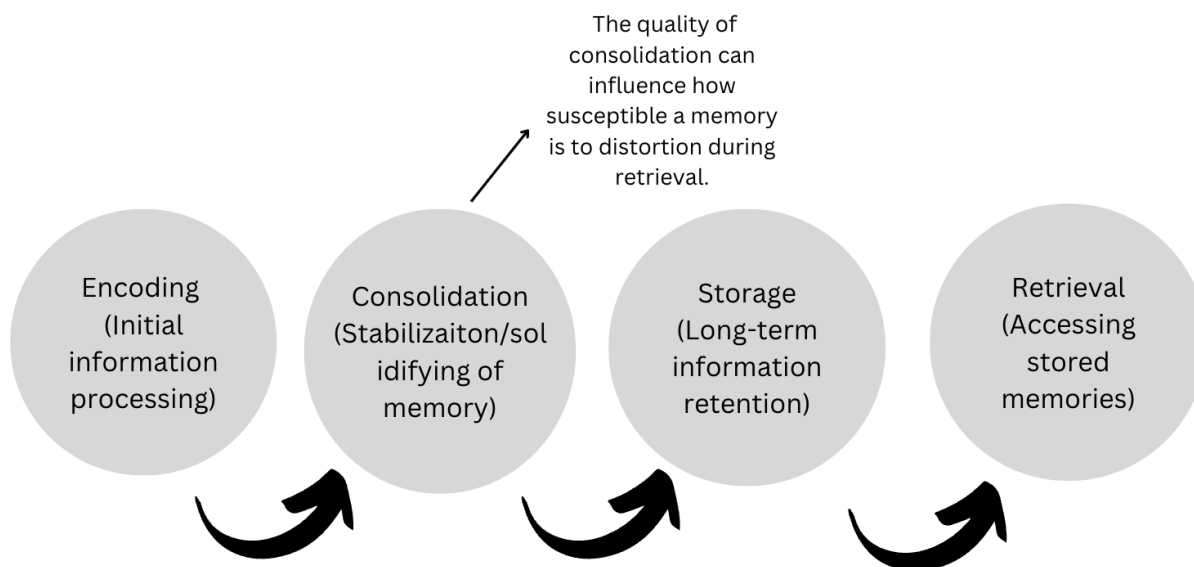 The quality of
consolidation can
influence how
susceptible a memory
is to distortion during
retrieval.
Encoding
(Initial
information
processing)
Consolidation
(Stabilizaiton/sol
idifying of
memory)
Storage
(Long-term
information
retention)
Retrieval
(Accessing
stored
memories)